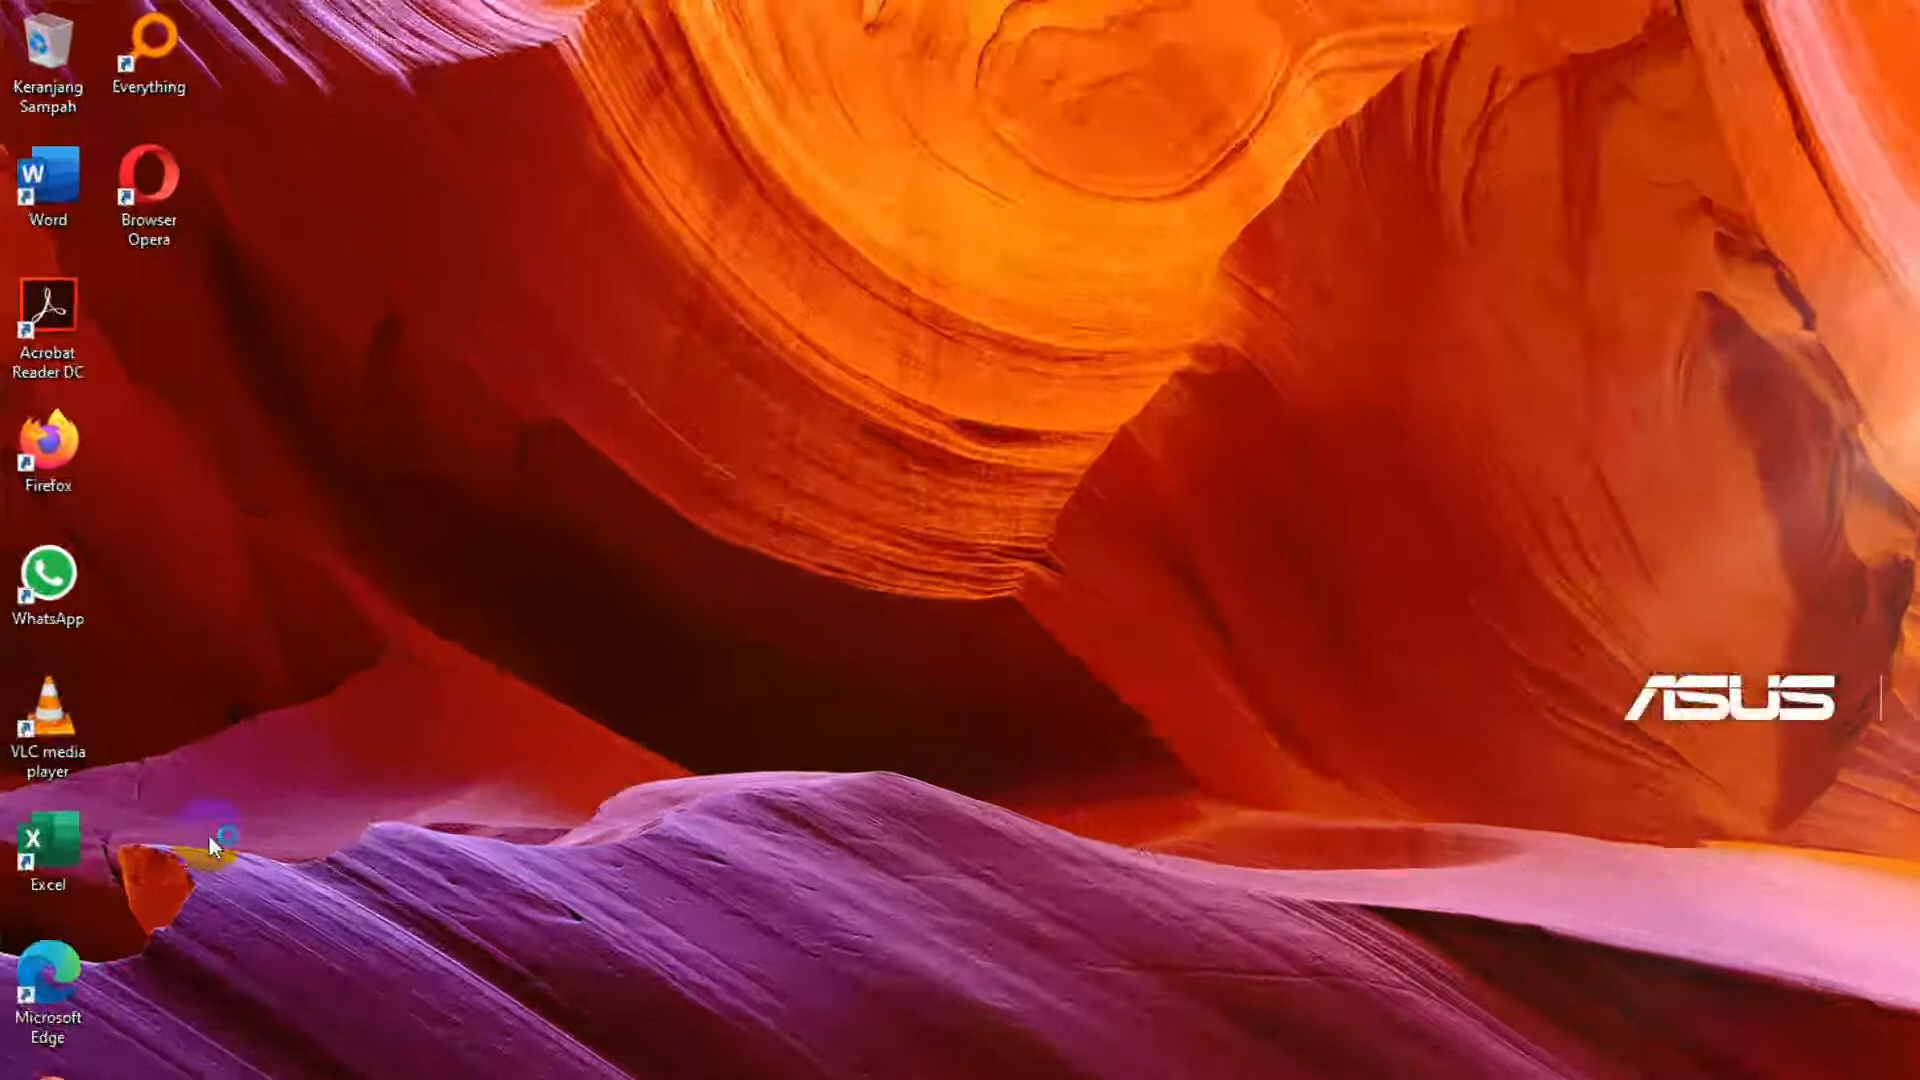 Keranjang
Sampah
Everything
W
Word
Browser
Opera
Acrobat
Reader DC
Firefox
WhatsApp
VLC media
player
X
Excel
Microsoft
Edge
ASUS